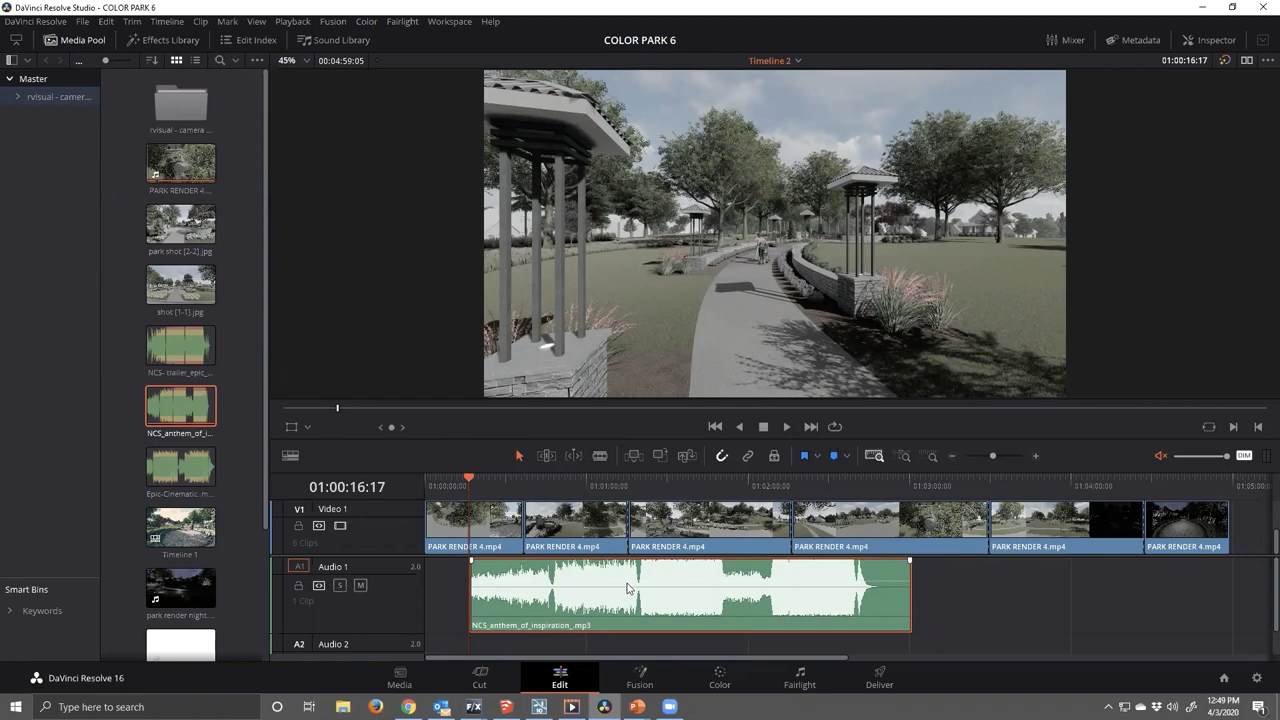 DaVinci Resolve Studio - COLOR PARK 6
DaVinci Resolve File Edit Trim Timeline Clip Mark View Playback Fusion Color Fairlight Workspace Help
Media Pool Effects Library Edit Index Sound Library COLOR PARK 6 Mixer Metadata Inspector
... 45% 00:04:59:05 Timeline 2 01:00:16:17
Master
rvisual - camer...
rvisual - camera ...
PARK RENDER 4....
park shot [2-2].jpg
shot [1-1].jpg
NCS- trailer_epic_...
NCS_anthem_of_i...
Epic-Cinematic .m...
Timeline 1
park render night...
Smart Bins
Keywords
DIM
01:00:16:17
01:00:00:00 01:01:00:00 01:02:00:00 01:03:00:00 01:04:00:00 01:05:00:00
V1 Video 1
6 Clips
PARK RENDER 4.mp4 PARK RENDER 4.mp4 PARK RENDER 4.mp4 PARK RENDER 4.mp4 PARK RENDER 4.mp4 PARK RENDER 4.mp4
A1 Audio 1 2.0
S M
1 Clip
NCS_anthem_of_inspiration_.mp3
A2 Audio 2 2.0
DaVinci Resolve 16
Media Cut Edit Fusion Color Fairlight Deliver
Type here to search
12:49 PM
4/3/2020